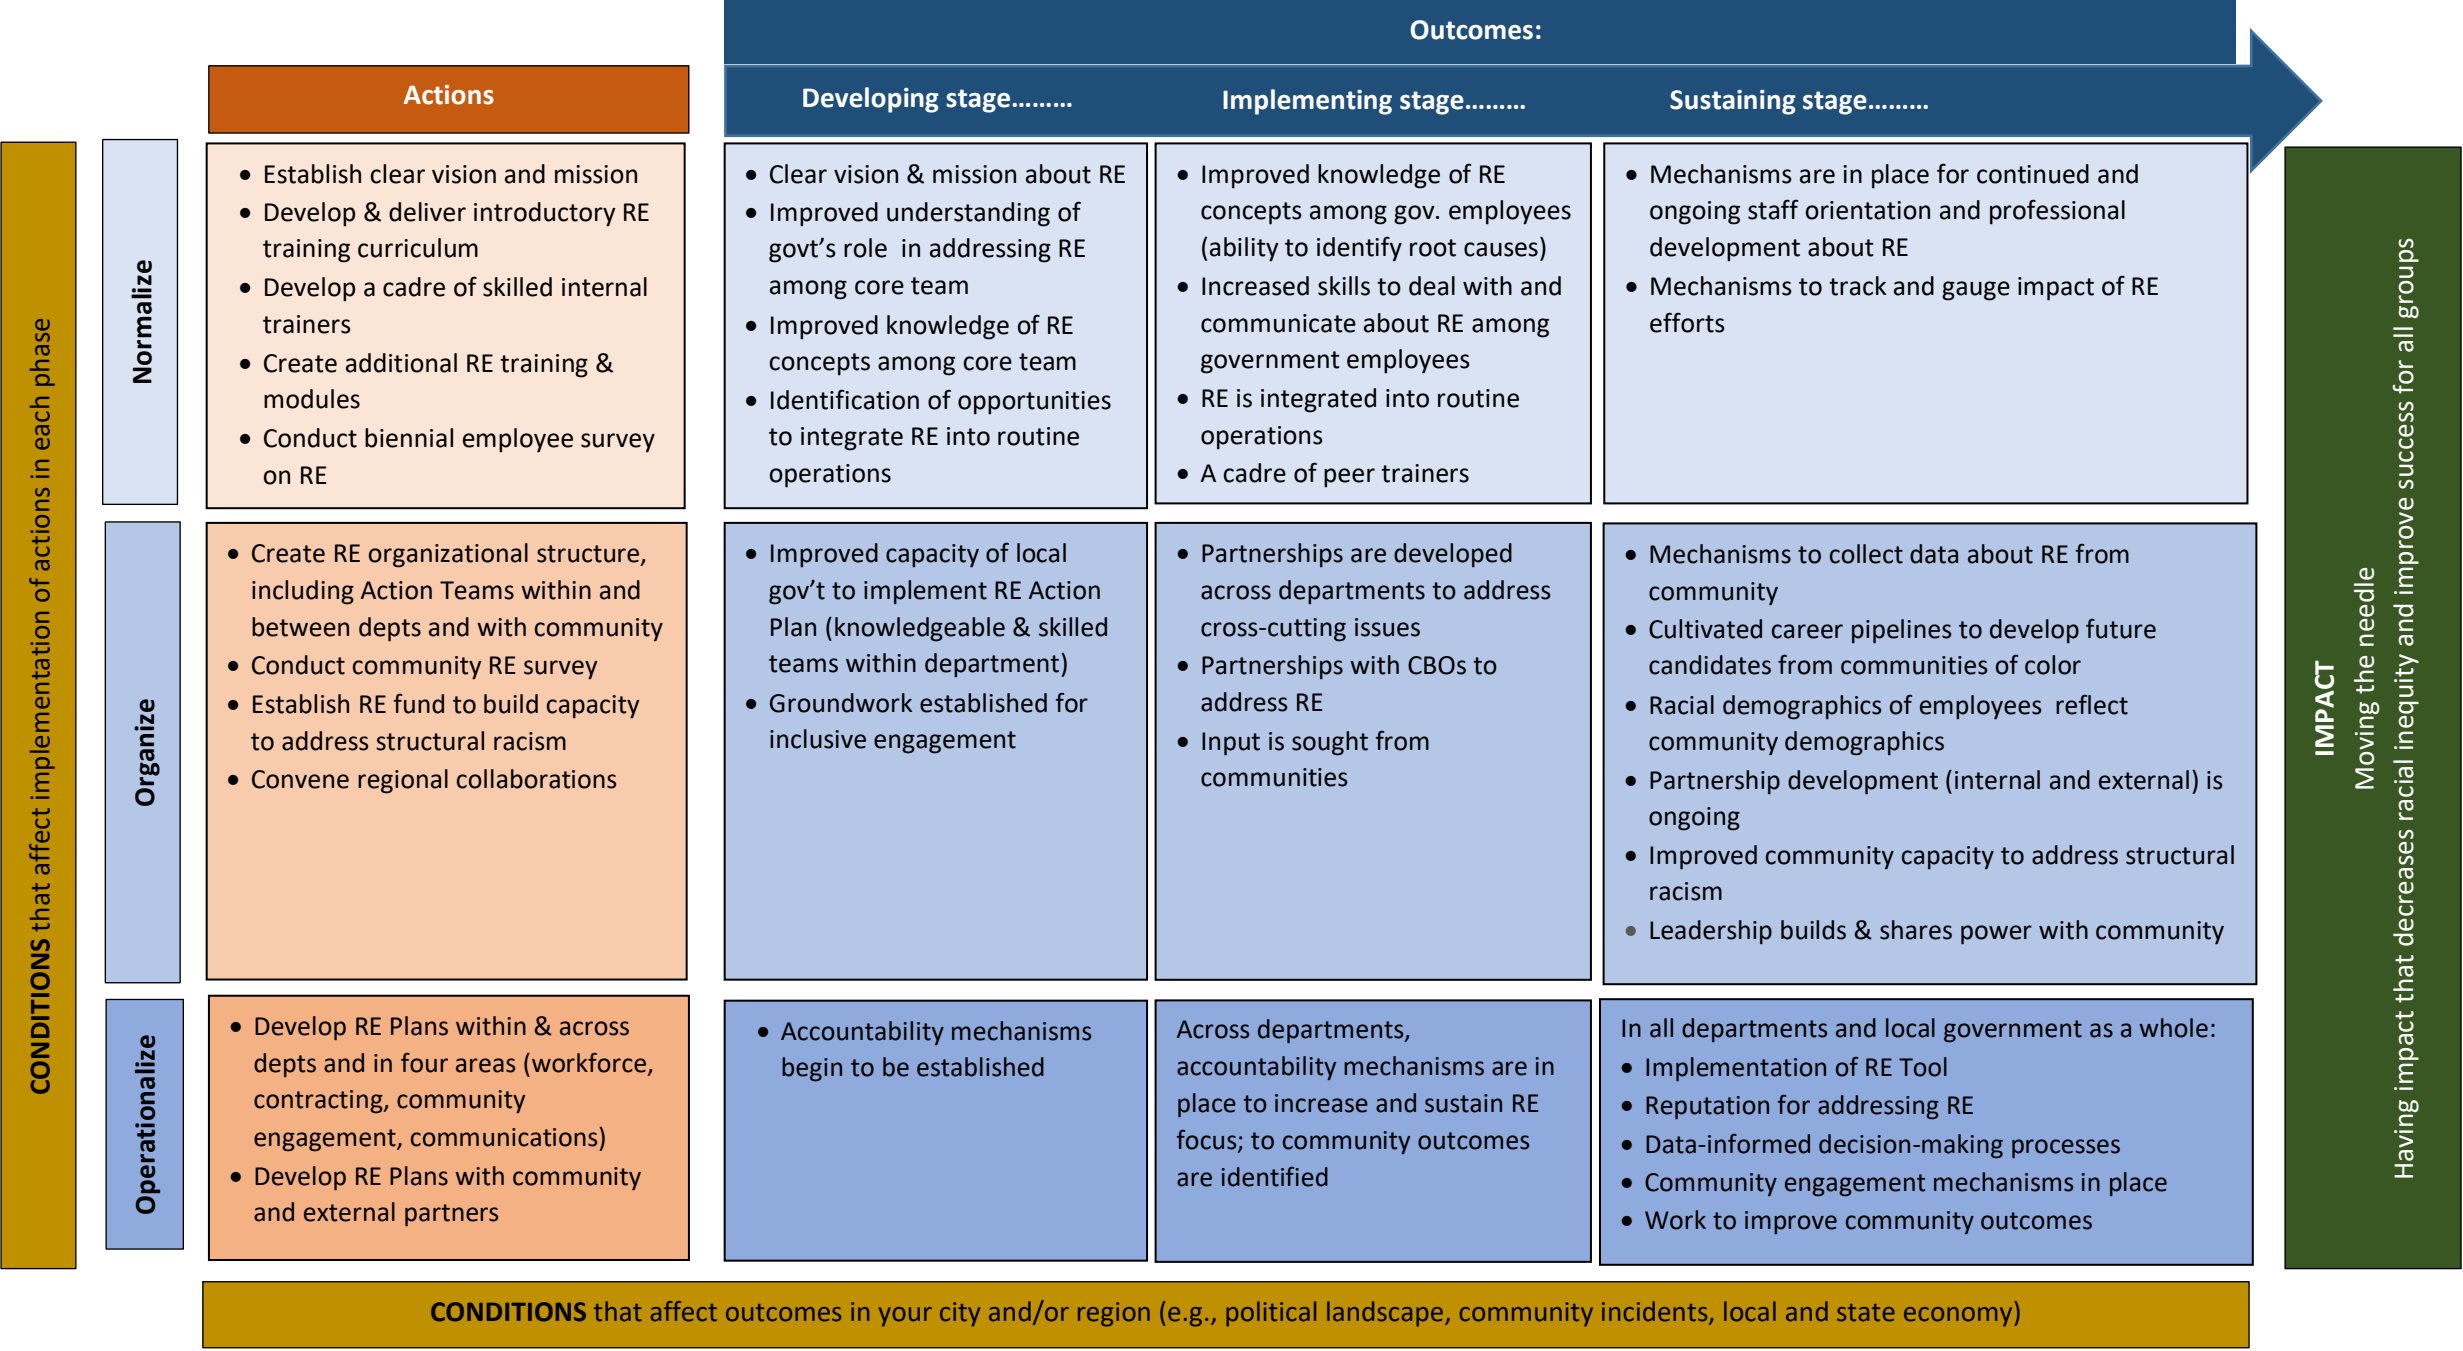 Outcomes:
Actions
Developing stage………
Implementing stage………
Sustaining stage………
CONDITIONS that affect implementation of actions in each phase
Normalize
• Establish clear vision and mission
• Develop & deliver introductory RE
training curriculum
• Develop a cadre of skilled internal
trainers
• Create additional RE training &
modules
• Conduct biennial employee survey
on RE
• Clear vision & mission about RE
• Improved understanding of
govt’s role  in addressing RE
among core team
• Improved knowledge of RE
concepts among core team
• Identification of opportunities
to integrate RE into routine
operations
• Improved knowledge of RE
concepts among gov. employees
(ability to identify root causes)
• Increased skills to deal with and
communicate about RE among
government employees
• RE is integrated into routine
operations
• A cadre of peer trainers
• Mechanisms are in place for continued and
ongoing staff orientation and professional
development about RE
• Mechanisms to track and gauge impact of RE
efforts
Organize
• Create RE organizational structure,
including Action Teams within and
between depts and with community
• Conduct community RE survey
• Establish RE fund to build capacity
to address structural racism
• Convene regional collaborations
• Improved capacity of local
gov’t to implement RE Action
Plan (knowledgeable & skilled
teams within department)
• Groundwork established for
inclusive engagement
• Partnerships are developed
across departments to address
cross-cutting issues
• Partnerships with CBOs to
address RE
• Input is sought from
communities
• Mechanisms to collect data about RE from
community
• Cultivated career pipelines to develop future
candidates from communities of color
• Racial demographics of employees  reflect
community demographics
• Partnership development (internal and external) is
ongoing
• Improved community capacity to address structural
racism
• Leadership builds & shares power with community
Operationalize
• Develop RE Plans within & across
depts and in four areas (workforce,
contracting, community
engagement, communications)
• Develop RE Plans with community
and external partners
• Accountability mechanisms
begin to be established
Across departments,
accountability mechanisms are in
place to increase and sustain RE
focus; to community outcomes
are identified
In all departments and local government as a whole:
• Implementation of RE Tool
• Reputation for addressing RE
• Data-informed decision-making processes
• Community engagement mechanisms in place
• Work to improve community outcomes
IMPACT
Moving the needle
Having impact that decreases racial inequity and improve success for all groups
CONDITIONS that affect outcomes in your city and/or region (e.g., political landscape, community incidents, local and state economy)